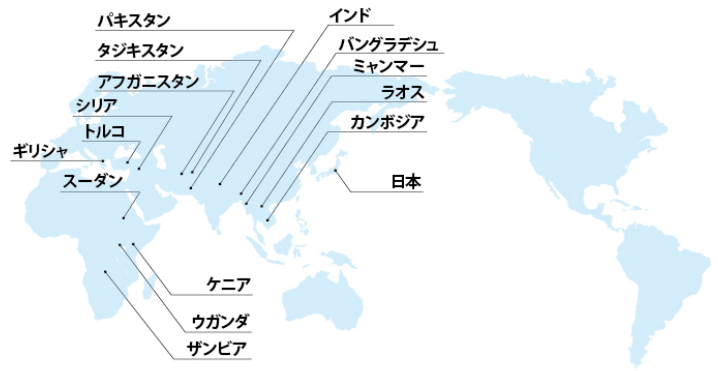 パキスタン
タジキスタン
アフガニスタン
シリア
トルコ
ギリシャ
スーダン
インド
バングラデシュ
ミャンマー
ラオス
カンボジア
日本
ケニア
ウガンダ
ザンビア